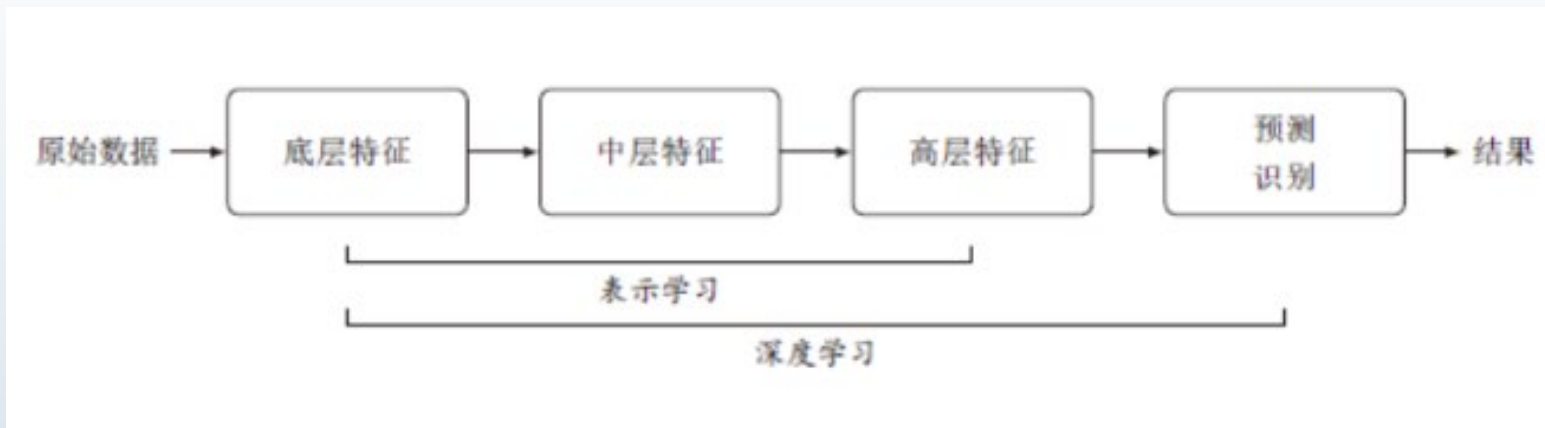 原始数据
底层特征
中层特征
高层特征
预测
识别
结果
表示学习
深度学习